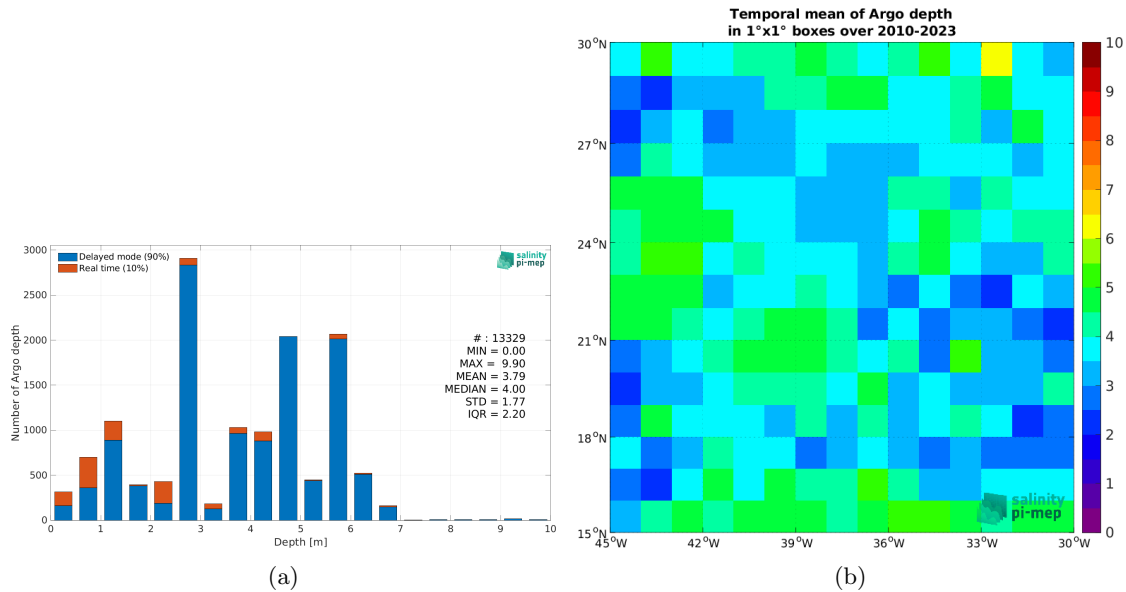 Delayed mode (90%)
Real time (10%)
salinity
pi-mep
3000
2500
2000
1500
1000
500
0
Number of Argo depth
# : 13329
MIN = 0.00
MAX = 9.90
MEAN = 3.79
MEDIAN = 4.00
STD = 1.77
IQR = 2.20
0 1 2 3 4 5 6 7 8 9 10
Depth [m]
(a)
Temporal mean of Argo depth
in 1°x1° boxes over 2010-2023
30°N
27°N
24°N
21°N
18°N
15°N
45°W 42°W 39°W 36°W 33°W 30°W
salinity
pi-mep
10
9
8
7
6
5
4
3
2
1
0
(b)